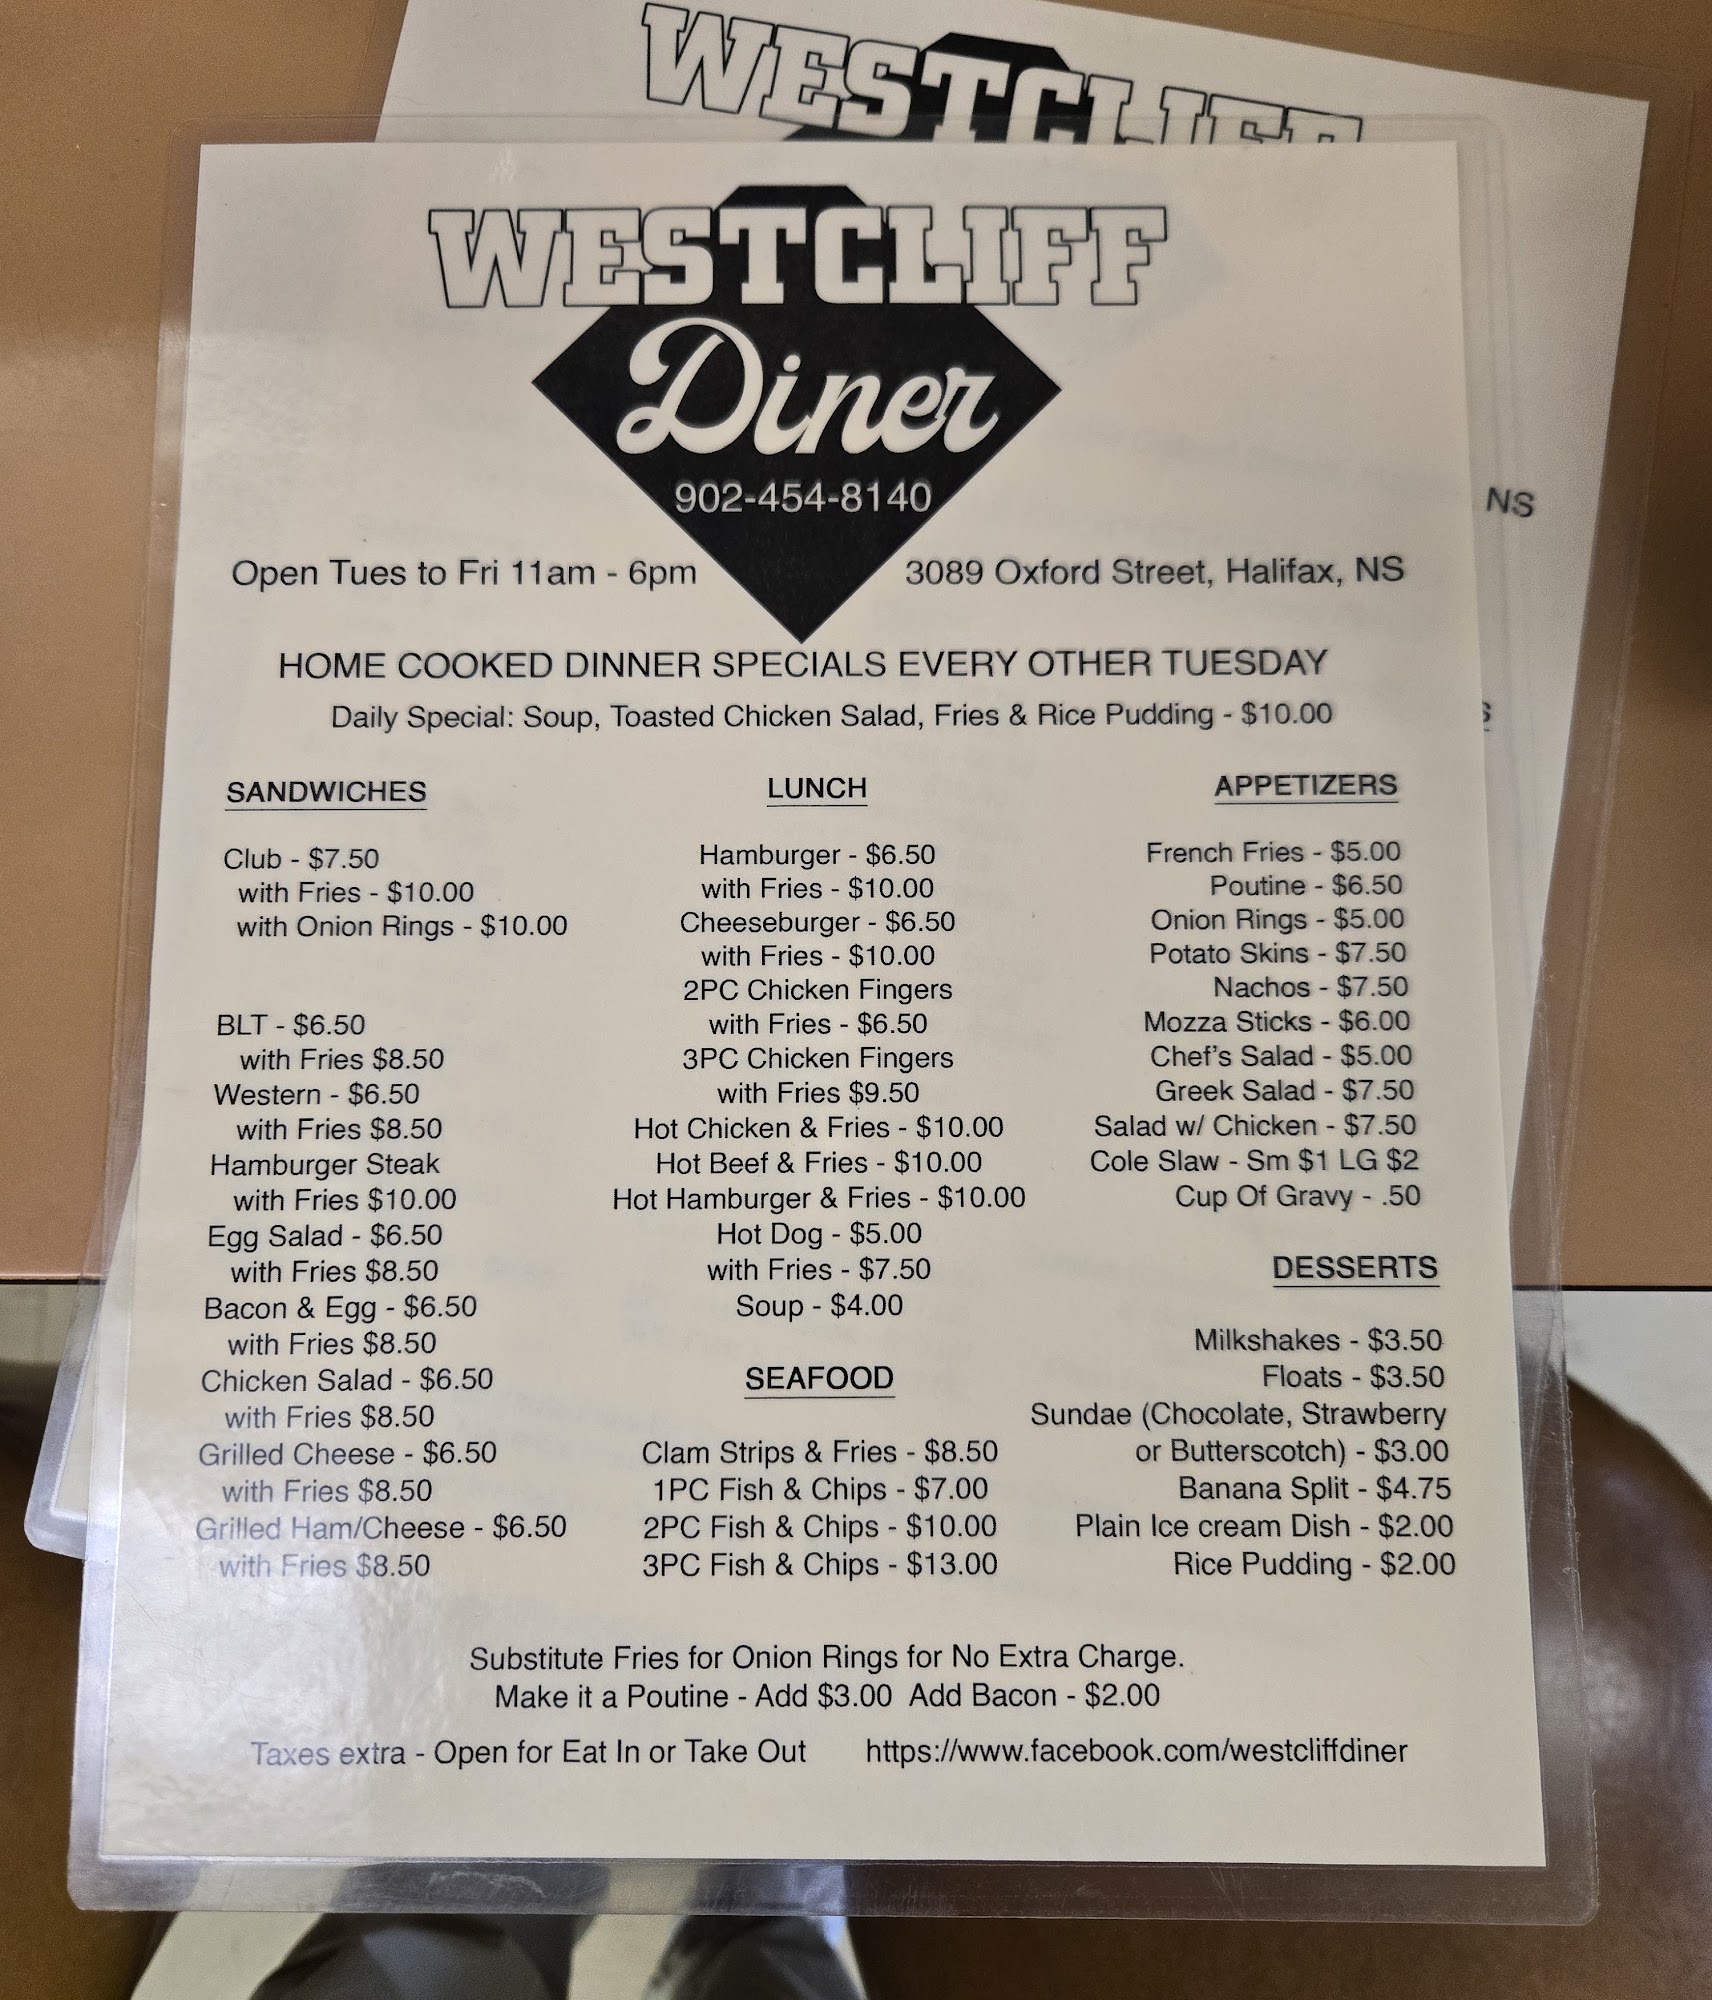 WESTCLIFF
WESTCLIFF
Diner
902-454-8140
NS
Open Tues to Fri 11am - 6pm
3089 Oxford Street, Halifax, NS
HOME COOKED DINNER SPECIALS EVERY OTHER TUESDAY
Daily Special: Soup, Toasted Chicken Salad, Fries & Rice Pudding - $10.00
SANDWICHES
Club - $7.50
with Fries - $10.00
with Onion Rings - $10.00
BLT - $6.50
with Fries $8.50
Western - $6.50
with Fries $8.50
Hamburger Steak
with Fries $10.00
Egg Salad - $6.50
with Fries $8.50
Bacon & Egg - $6.50
with Fries $8.50
Chicken Salad - $6.50
with Fries $8.50
Grilled Cheese - $6.50
with Fries $8.50
Grilled Ham/Cheese - $6.50
with Fries $8.50
LUNCH
Hamburger - $6.50
with Fries - $10.00
Cheeseburger - $6.50
with Fries - $10.00
2PC Chicken Fingers
with Fries - $6.50
3PC Chicken Fingers
with Fries $9.50
Hot Chicken & Fries - $10.00
Hot Beef & Fries - $10.00
Hot Hamburger & Fries - $10.00
Hot Dog - $5.00
with Fries - $7.50
Soup - $4.00
SEAFOOD
Clam Strips & Fries - $8.50
1PC Fish & Chips - $7.00
2PC Fish & Chips - $10.00
3PC Fish & Chips - $13.00
APPETIZERS
French Fries - $5.00
Poutine - $6.50
Onion Rings - $5.00
Potato Skins - $7.50
Nachos - $7.50
Mozza Sticks - $6.00
Chef's Salad - $5.00
Greek Salad - $7.50
Salad w/ Chicken - $7.50
Cole Slaw - Sm $1 LG $2
Cup Of Gravy - .50
DESSERTS
Milkshakes - $3.50
Floats - $3.50
Sundae (Chocolate, Strawberry
or Butterscotch) - $3.00
Banana Split - $4.75
Plain Ice cream Dish - $2.00
Rice Pudding - $2.00
Substitute Fries for Onion Rings for No Extra Charge.
Make it a Poutine - Add $3.00 Add Bacon - $2.00
Taxes extra - Open for Eat In or Take Out
https://www.facebook.com/westcliffdiner